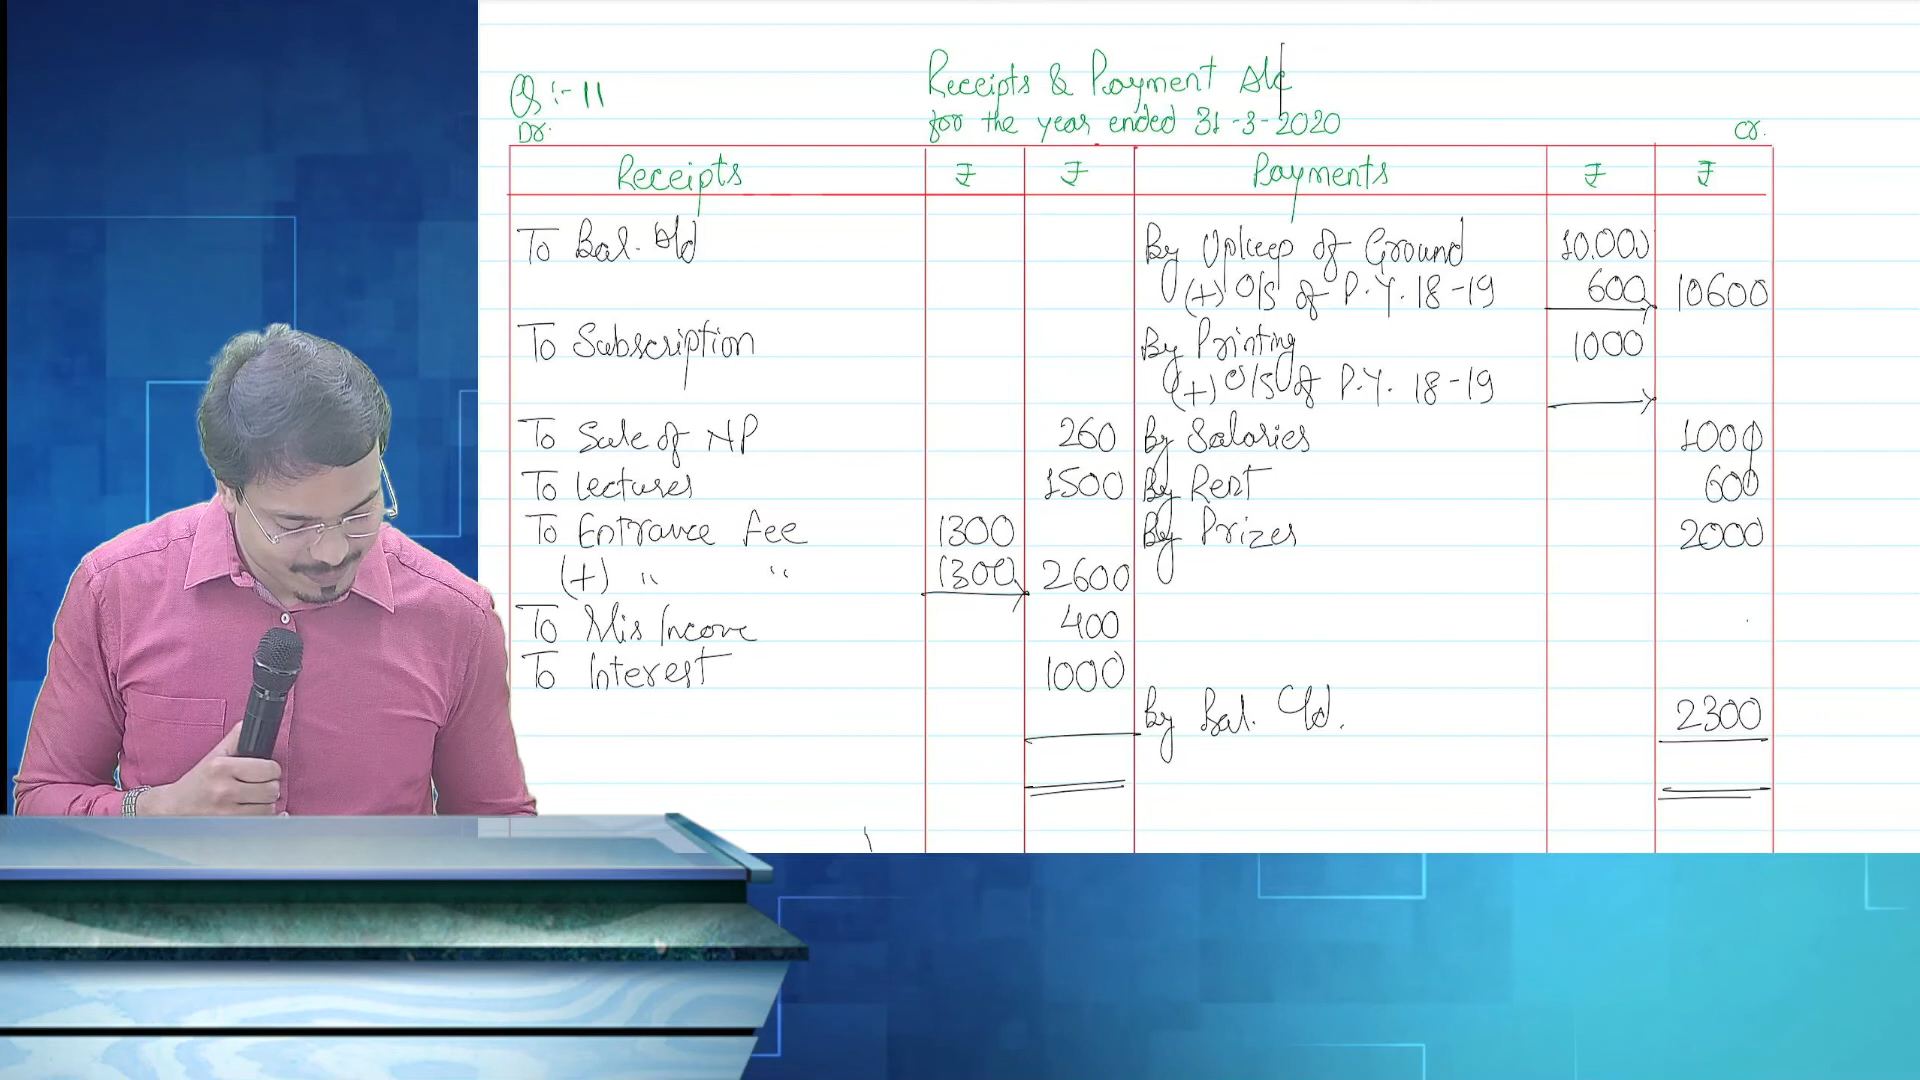 Q :- 11
Receipts & Payment A/c
for the year ended 31-3-2020
Dr. Cr.
Receipts ₹ ₹ Payments ₹ ₹
To Bal. b/d By Upkeep of Ground 10,000
(+) O/S of P.Y. 18-19 600 10600
To Subscription By Printing 1000
(+) O/S of P.Y. 18-19
To Sale of NP 260 By Salaries 1000
To Lectures 1500 By Rent 600
To Entrance fee 1300 By Prizes 2000
(+) " " 1300 2600
To Mis Income 400
To Interest 1000
By Bal. C/d. 2300